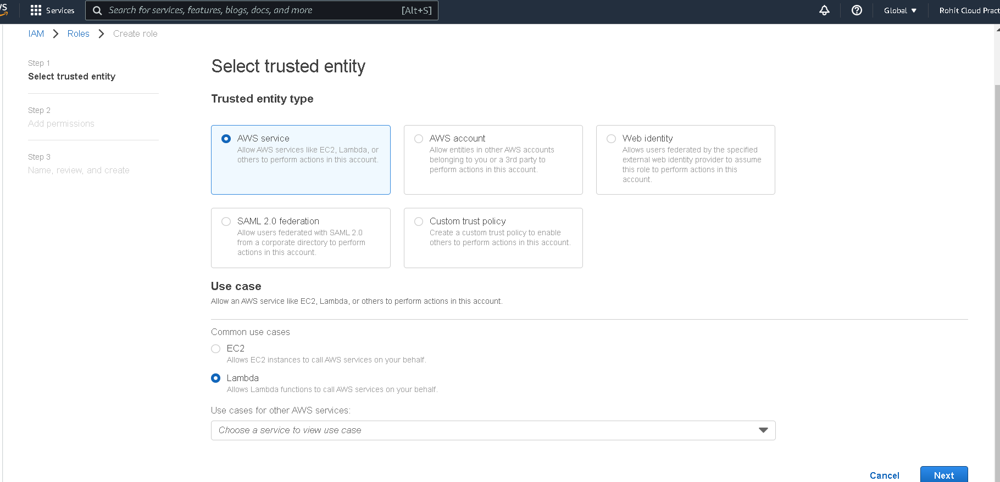 Services
Search for services, features, blogs, docs, and more
[Alt+S]
Global
Rohit Cloud
IAM
Roles
Create role
Step 1
Select trusted entity
Step 2
Add permissions
Step 3
Name, review, and create
Select trusted entity
Trusted entity type
AWS service
Allow AWS services like EC2, Lambda, or
others to perform actions in this account.
AWS account
Allow entities in other AWS accounts
belonging to you or a 3rd party to
perform actions in this account.
Web identity
Allows users federated by the specified
external web identity provider to assume
this role to perform actions in this
account.
SAML 2.0 federation
Allow users federated with SAML 2.0
from a corporate directory to perform
actions in this account.
Custom trust policy
Create a custom trust policy to enable
others to perform actions in this account.
Use case
Allow an AWS service like EC2, Lambda, or others to perform actions in this account.
Common use cases
EC2
Allows EC2 instances to call AWS services on your behalf.
Lambda
Allows Lambda functions to call AWS services on your behalf.
Use cases for other AWS services:
Choose a service to view use case
Cancel
Next